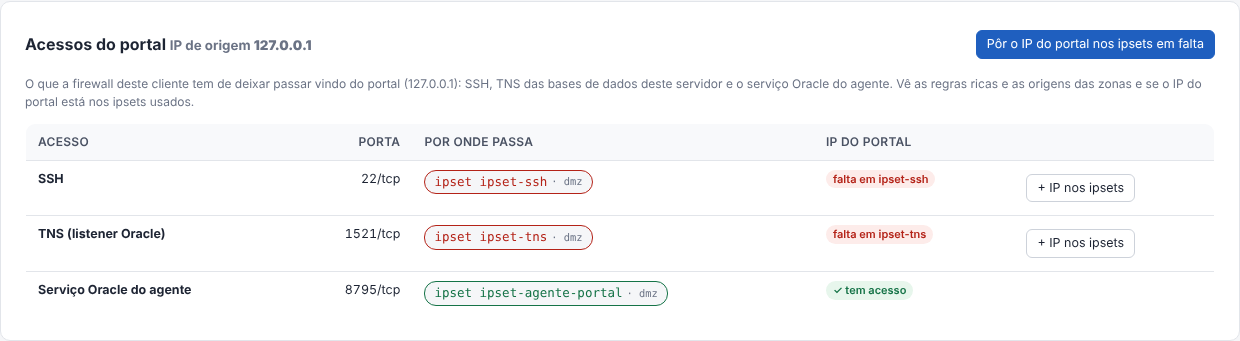 Acessos do portal IP de origem 127.0.0.1
Pôr o IP do portal nos ipsets em falta
O que a firewall deste cliente tem de deixar passar vindo do portal (127.0.0.1): SSH, TNS das bases de dados deste servidor e o serviço Oracle do agente. Vê as regras ricas e as origens das zonas e se o IP do
portal está nos ipsets usados.
ACESSO PORTA POR ONDE PASSA IP DO PORTAL
SSH 22/tcp ipset ipset-ssh · dmz falta em ipset-ssh + IP nos ipsets
TNS (listener Oracle) 1521/tcp ipset ipset-tns · dmz falta em ipset-tns + IP nos ipsets
Serviço Oracle do agente 8795/tcp ipset ipset-agente-portal · dmz ✓ tem acesso